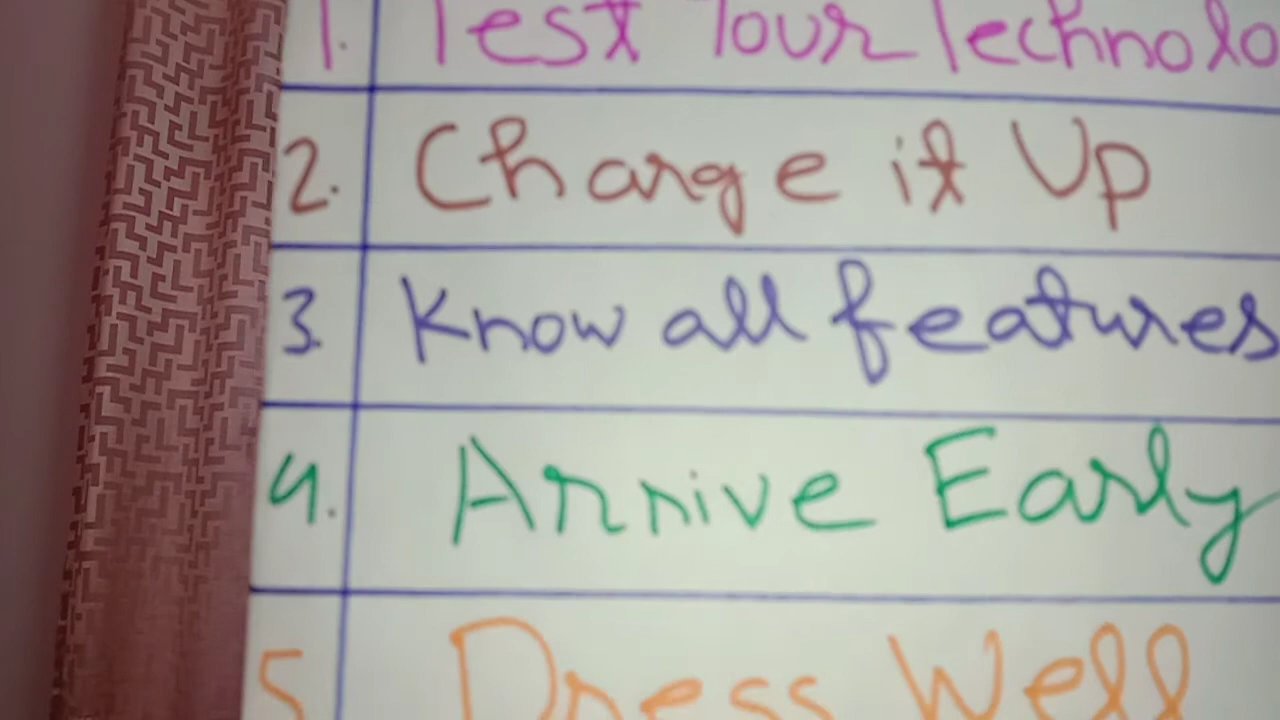 1. Test Your Technolo
2. Charge it Up
3. Know all features
4. Arrive Early
5. Dress Well